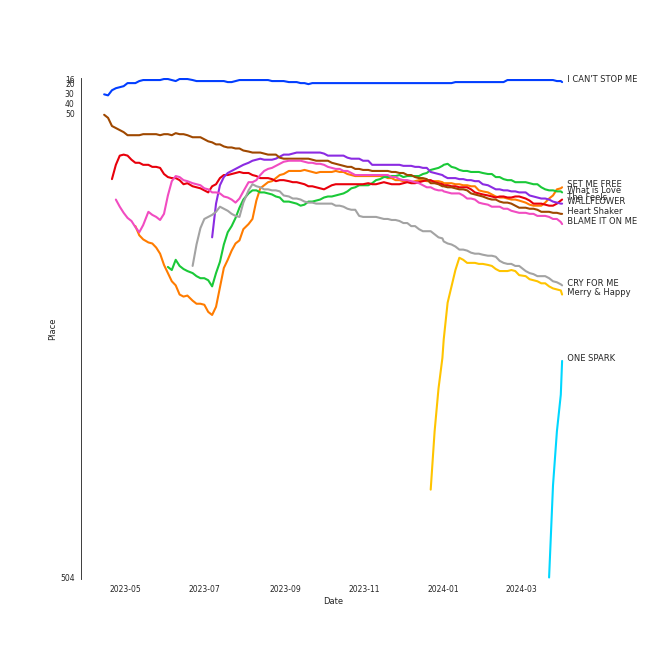 16
20
30
40
50
504
Place
2023-05
2023-07
2023-09
2023-11
2024-01
2024-03
Date
I CAN'T STOP ME
SET ME FREE
What is Love
The Feels
WALLFLOWER
Heart Shaker
BLAME IT ON ME
CRY FOR ME
Merry & Happy
ONE SPARK